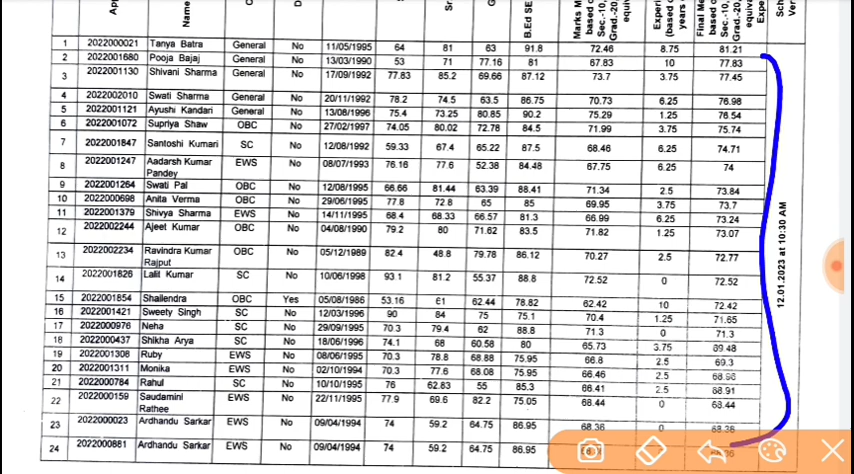 Name
B.Ed SE
Marks M
based o
Sec.-10,
Grad.-20,
equiv
Experi
(based o
years o
Final Me
based o
Sec.-10,
Grad.-20,
equiva
Expe
Sch
Ver
1 2022000021 Tanya Batra General No 11/05/1995 64 81 63 91.8 72.46 8.75 81.21
2 2022001680 Pooja Bajaj General No 13/03/1990 53 71 77.16 81 67.83 10 77.83
3 2022001130 Shivani Sharma General No 17/09/1992 77.83 85.2 69.66 87.12 73.7 3.75 77.45
4 2022002010 Swati Sharma General No 20/11/1992 78.2 74.5 63.5 86.75 70.73 6.25 76.98
5 2022001121 Ayushi Kandari General No 13/08/1996 75.4 73.25 80.85 90.2 75.29 1.25 76.54
6 2022001072 Supriya Shaw OBC No 27/02/1997 74.05 80.02 72.78 84.5 71.99 3.75 75.74
7 2022001847 Santoshi Kumari SC No 12/08/1992 59.33 67.4 65.22 87.5 68.46 6.25 74.71
8 2022001247 Aadarsh Kumar Pandey EWS No 08/07/1993 76.16 77.6 52.38 84.48 67.75 6.25 74
9 2022001264 Swati Pal OBC No 12/08/1995 66.66 81.44 63.39 88.41 71.34 2.5 73.84
10 2022000698 Anita Verma OBC No 29/06/1995 77.8 72.8 65 85 69.95 3.75 73.7
11 2022001379 Shivya Sharma EWS No 14/11/1995 68.4 68.33 66.57 81.3 66.99 6.25 73.24
12 2022002244 Ajeet Kumar OBC No 04/08/1990 79.2 80 71.62 83.5 71.82 1.25 73.07
13 2022002234 Ravindra Kumar Rajput OBC No 05/12/1989 82.4 48.8 79.78 86.12 70.27 2.5 72.77
14 2022001826 Lalit Kumar SC No 10/06/1998 93.1 81.2 55.37 88.8 72.52 0 72.52
15 2022001854 Shailendra OBC Yes 05/08/1986 53.16 61 62.44 78.82 62.42 10 72.42
16 2022001421 Sweety Singh SC No 12/03/1996 90 84 75 75.1 70.4 1.25 71.65
17 2022000976 Neha SC No 29/09/1995 70.3 79.4 62 88.8 71.3 0 71.3
18 2022000437 Shikha Arya SC No 18/06/1996 74.1 68 60.58 80 65.73 3.75 69.48
19 2022001308 Ruby EWS No 08/06/1995 70.3 78.8 68.88 75.95 66.8 2.5 69.3
20 2022001311 Monika EWS No 02/10/1994 70.3 77.6 68.08 75.95 66.46 2.5 68.96
21 2022000784 Rahul SC No 10/10/1995 76 62.83 55 85.3 66.41 2.5 68.91
22 2022000159 Saudamini Rathee EWS No 22/11/1995 77.9 69.6 82.2 75.05 68.44 0 68.44
23 2022000023 Ardhandu Sarkar EWS No 09/04/1994 74 59.2 64.75 86.95 68.36 0 68.36
24 2022000881 Ardhandu Sarkar EWS No 09/04/1994 74 59.2 64.75 86.95
12.01.2023 at 10:30 AM